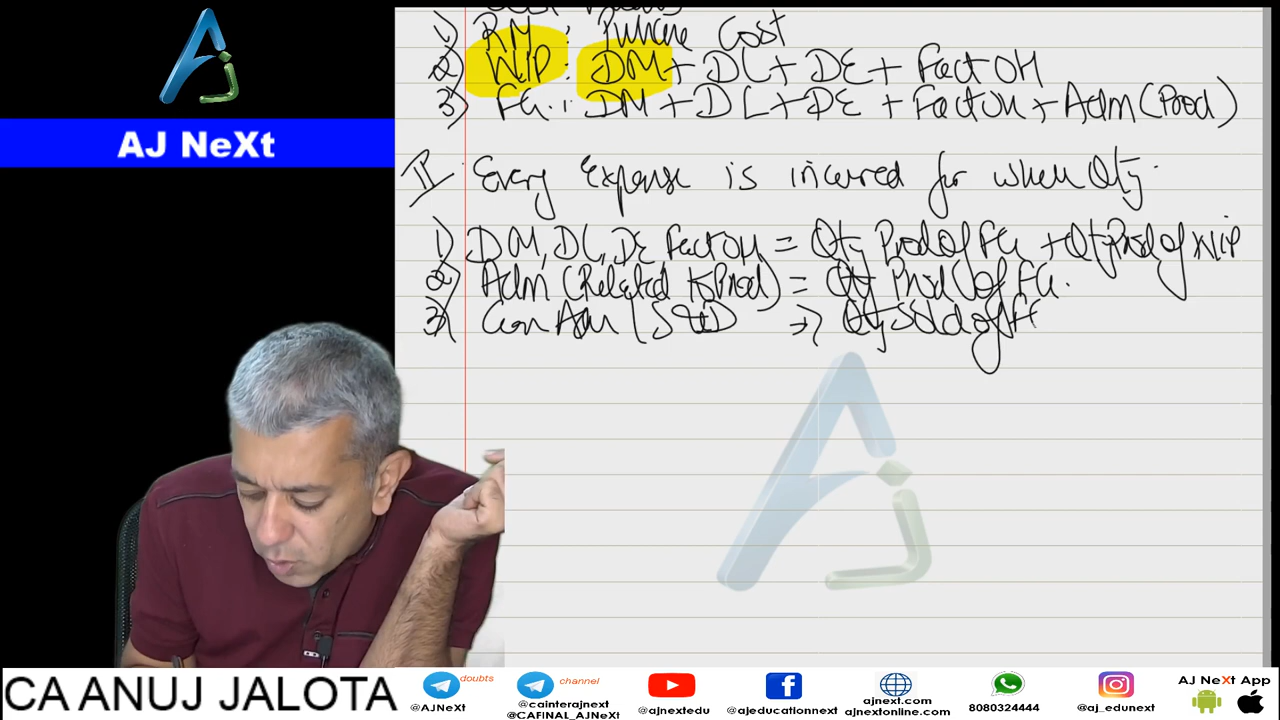 1) RM : Puhcse Cost
2) WIP : DM + DL + DE + Fact OH
3) FG : DM + DL + DE + Fact OH + Adm (Prod)
II. Every Expense is incurred for when Qty.
1) DM, DL, DE Fact OH = Qty Prod Of FG + Qty Prod of WIP
2) Adm (Related to Prod) = Qty Prod of FG.
3) Gen Adm | S & D → Qty Sold of F
AJ NeXt
CA ANUJ JALOTA
doubts
@AJNeXt
channel
@cainterajnext
@CAFINAL_AJNeXt
@ajnextedu
@ajeducationnext
ajnext.com
ajnextonline.com
8080324444
@aj_edunext
AJ NeXt App